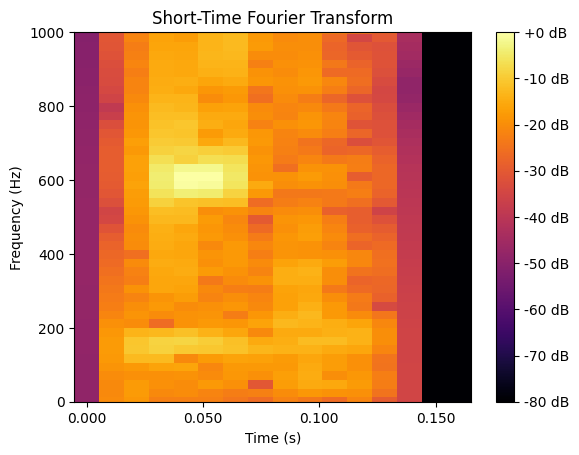 Short-Time Fourier Transform
1000
800
600
400
200
0
Frequency (Hz)
0.000
0.050
0.100
0.150
Time (s)
+0 dB
-10 dB
-20 dB
-30 dB
-40 dB
-50 dB
-60 dB
-70 dB
-80 dB